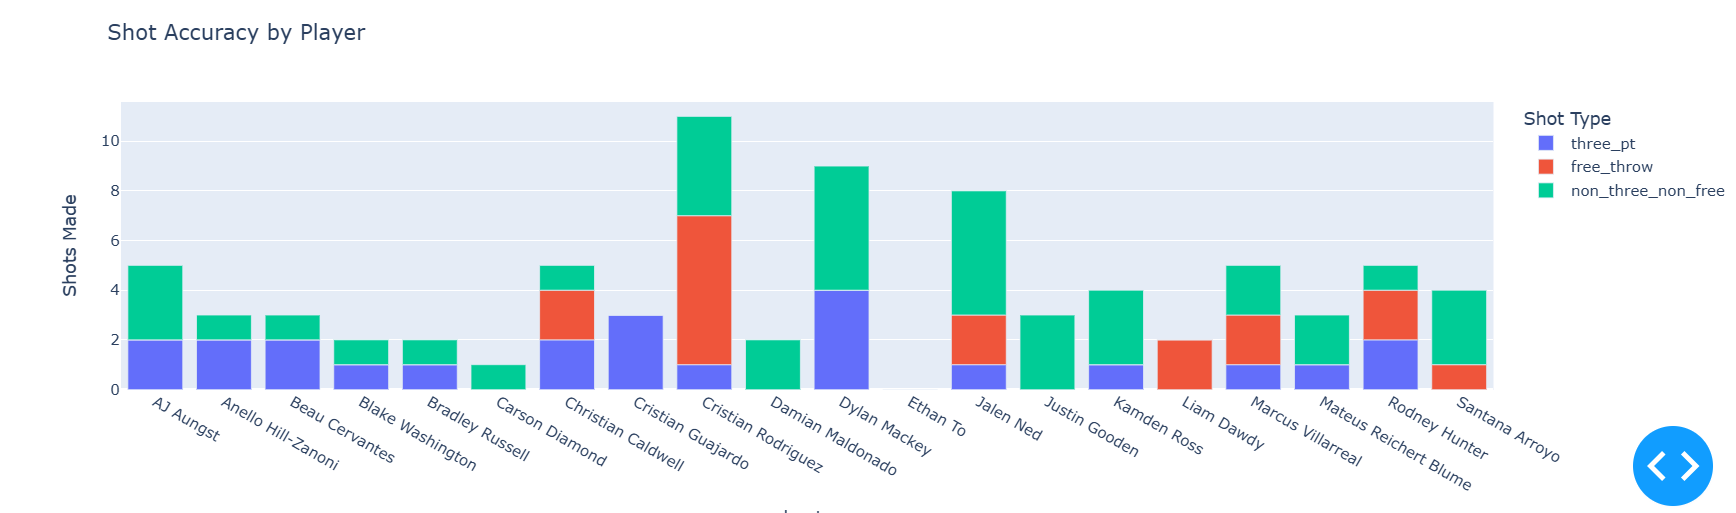 Shot Accuracy by Player
Shots Made
10
8
6
4
2
0
AJ Aungst
Anello Hill-Zanoni
Beau Cervantes
Blake Washington
Bradley Russell
Carson Diamond
Christian Caldwell
Cristian Guajardo
Cristian Rodriguez
Damian Maldonado
Dylan Mackey
Ethan To
Jalen Ned
Justin Gooden
Kamden Ross
Liam Dawdy
Marcus Villarreal
Mateus Reichert Blume
Rodney Hunter
Santana Arroyo
Shot Type
three_pt
free_throw
non_three_non_free